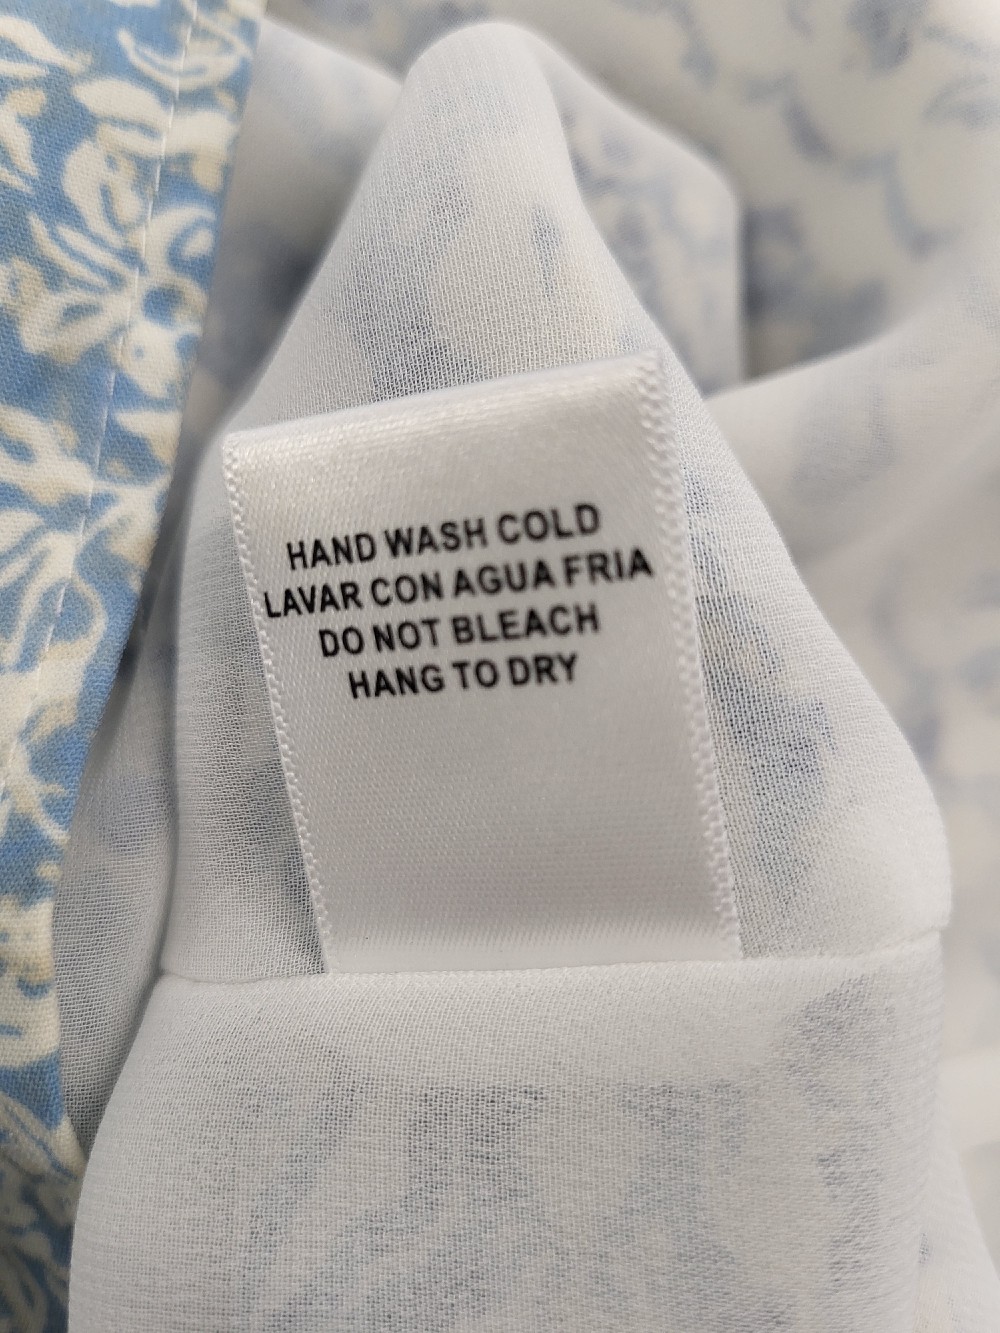 HAND WASH COLD
LAVAR CON AGUA FRIA
DO NOT BLEACH
HANG TO DRY